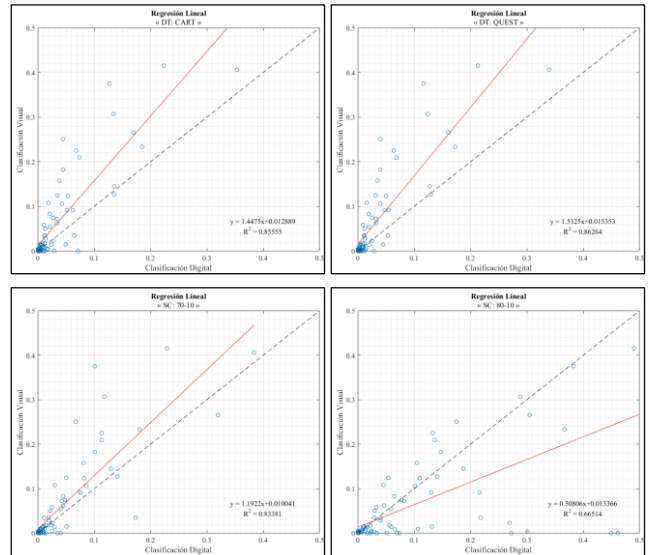 Regresión Lineal
« DT: CART »
Clasificación Visual
0.5
0.4
0.3
0.2
0.1
0
y = 1.4475x+0.012889
R² = 0.85555
0 0.1 0.2 0.3 0.4 0.5
Clasificación Digital
Regresión Lineal
« DT: QUEST »
Clasificación Visual
0.5
0.4
0.3
0.2
0.1
0
y = 1.5325x+0.015353
R² = 0.86264
0 0.1 0.2 0.3 0.4 0.5
Clasificación Digital
Regresión Lineal
« SC: 70-10 »
Clasificación Visual
0.5
0.4
0.3
0.2
0.1
0
y = 1.1922x+0.010041
R² = 0.83381
0 0.1 0.2 0.3 0.4 0.5
Clasificación Digital
Regresión Lineal
« SC: 80-10 »
Clasificación Visual
0.5
0.4
0.3
0.2
0.1
0
y = 0.50806x+0.013366
R² = 0.66514
0 0.1 0.2 0.3 0.4 0.5
Clasificación Digital